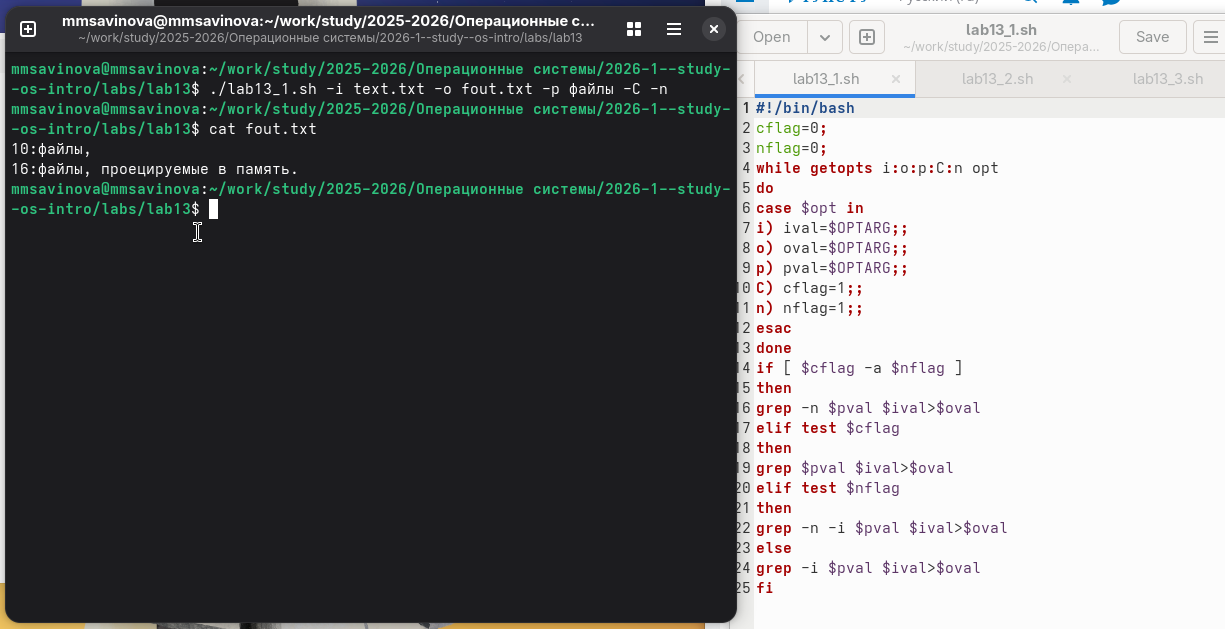 mmsavinova@mmsavinova:~/work/study/2025-2026/Операционные с...
~/work/study/2025-2026/Операционные системы/2026-1--study--os-intro/labs/lab13
mmsavinova@mmsavinova:~/work/study/2025-2026/Операционные системы/2026-1--study-
-os-intro/labs/lab13$ ./lab13_1.sh -i text.txt -o fout.txt -p файлы -C -n
mmsavinova@mmsavinova:~/work/study/2025-2026/Операционные системы/2026-1--study-
-os-intro/labs/lab13$ cat fout.txt
10:файлы,
16:файлы, проецируемые в память.
mmsavinova@mmsavinova:~/work/study/2025-2026/Операционные системы/2026-1--study-
-os-intro/labs/lab13$
Open
lab13_1.sh
~/work/study/2025-2026/Опера...
Save
lab13_1.sh
lab13_2.sh
lab13_3.sh
1 #!/bin/bash
2 cflag=0;
3 nflag=0;
4 while getopts i:o:p:C:n opt
5 do
6 case $opt in
7 i) ival=$OPTARG;;
8 o) oval=$OPTARG;;
9 p) pval=$OPTARG;;
10 C) cflag=1;;
11 n) nflag=1;;
12 esac
13 done
14 if [ $cflag -a $nflag ]
15 then
16 grep -n $pval $ival>$oval
17 elif test $cflag
18 then
19 grep $pval $ival>$oval
20 elif test $nflag
21 then
22 grep -n -i $pval $ival>$oval
23 else
24 grep -i $pval $ival>$oval
25 fi